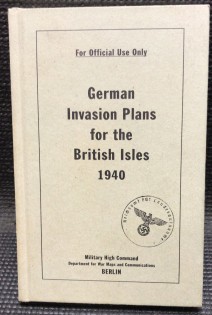 For Official Use Only
German
Invasion Plans
for the
British Isles
1940
Military High Command
Department for War Maps and Communications
BERLIN